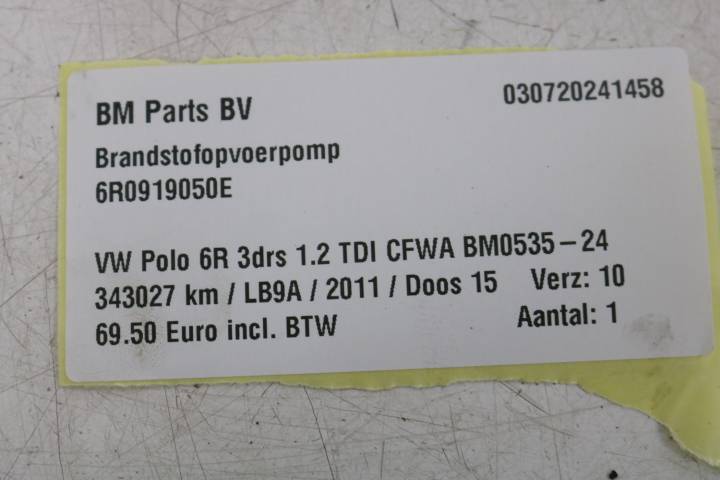 BM Parts BV 030720241458
Brandstofopvoerpomp
6R0919050E
VW Polo 6R 3drs 1.2 TDI CFWA BM0535-24
343027 km / LB9A / 2011 / Doos 15 Verz: 10
69.50 Euro incl. BTW Aantal: 1